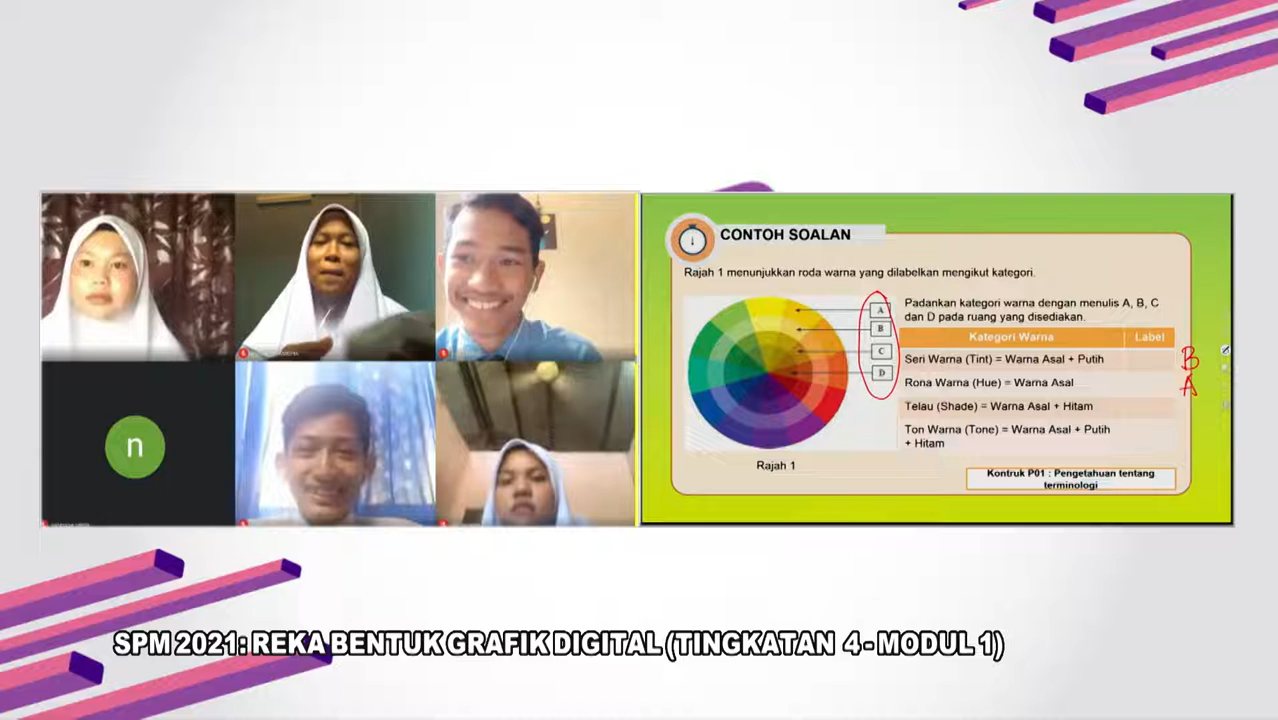 n
CONTOH SOALAN
Rajah 1 menunjukkan roda warna yang dilabelkan mengikut kategori.
A
B
C
D
Rajah 1
Padankan kategori warna dengan menulis A, B, C
dan D pada ruang yang disediakan.
Kategori Warna Label
Seri Warna (Tint) = Warna Asal + Putih B
Rona Warna (Hue) = Warna Asal A
Telau (Shade) = Warna Asal + Hitam
Ton Warna (Tone) = Warna Asal + Putih
+ Hitam
Kontruk P01 : Pengetahuan tentang
terminologi
SPM 2021: REKA BENTUK GRAFIK DIGITAL (TINGKATAN 4 - MODUL 1)